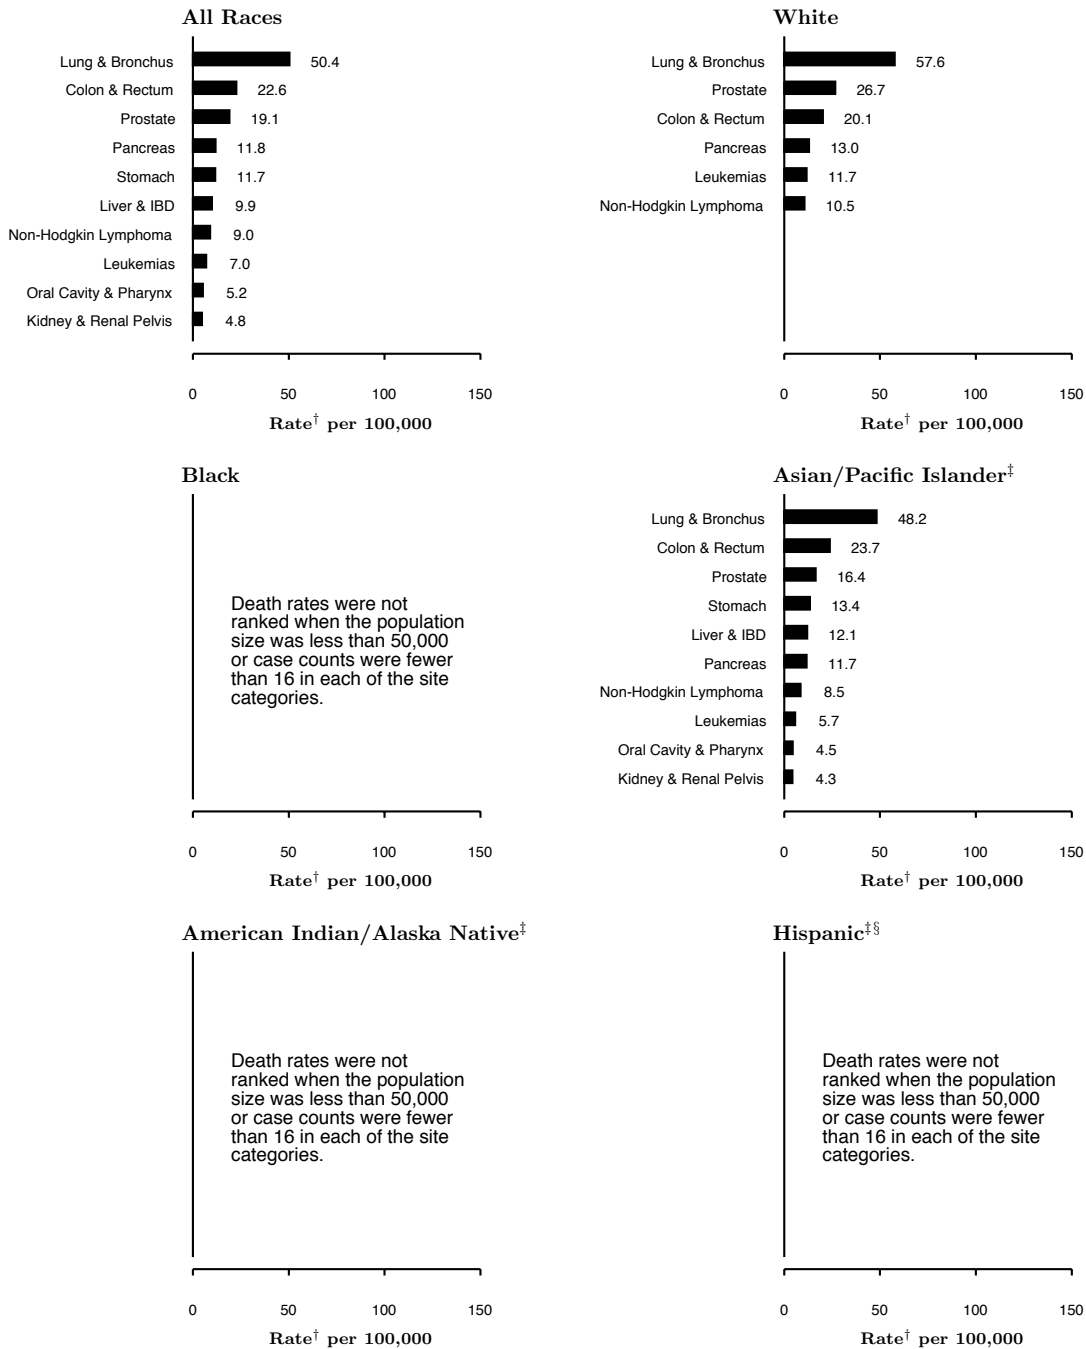 All Races
Lung & Bronchus 50.4
Colon & Rectum 22.6
Prostate 19.1
Pancreas 11.8
Stomach 11.7
Liver & IBD 9.9
Non-Hodgkin Lymphoma 9.0
Leukemias 7.0
Oral Cavity & Pharynx 5.2
Kidney & Renal Pelvis 4.8
0 50 100 150
Rate† per 100,000
White
Lung & Bronchus 57.6
Prostate 26.7
Colon & Rectum 20.1
Pancreas 13.0
Leukemias 11.7
Non-Hodgkin Lymphoma 10.5
0 50 100 150
Rate† per 100,000
Black
Death rates were not
ranked when the population
size was less than 50,000
or case counts were fewer
than 16 in each of the site
categories.
0 50 100 150
Rate† per 100,000
Asian/Pacific Islander‡
Lung & Bronchus 48.2
Colon & Rectum 23.7
Prostate 16.4
Stomach 13.4
Liver & IBD 12.1
Pancreas 11.7
Non-Hodgkin Lymphoma 8.5
Leukemias 5.7
Oral Cavity & Pharynx 4.5
Kidney & Renal Pelvis 4.3
0 50 100 150
Rate† per 100,000
American Indian/Alaska Native‡
Death rates were not
ranked when the population
size was less than 50,000
or case counts were fewer
than 16 in each of the site
categories.
0 50 100 150
Rate† per 100,000
Hispanic‡§
Death rates were not
ranked when the population
size was less than 50,000
or case counts were fewer
than 16 in each of the site
categories.
0 50 100 150
Rate† per 100,000